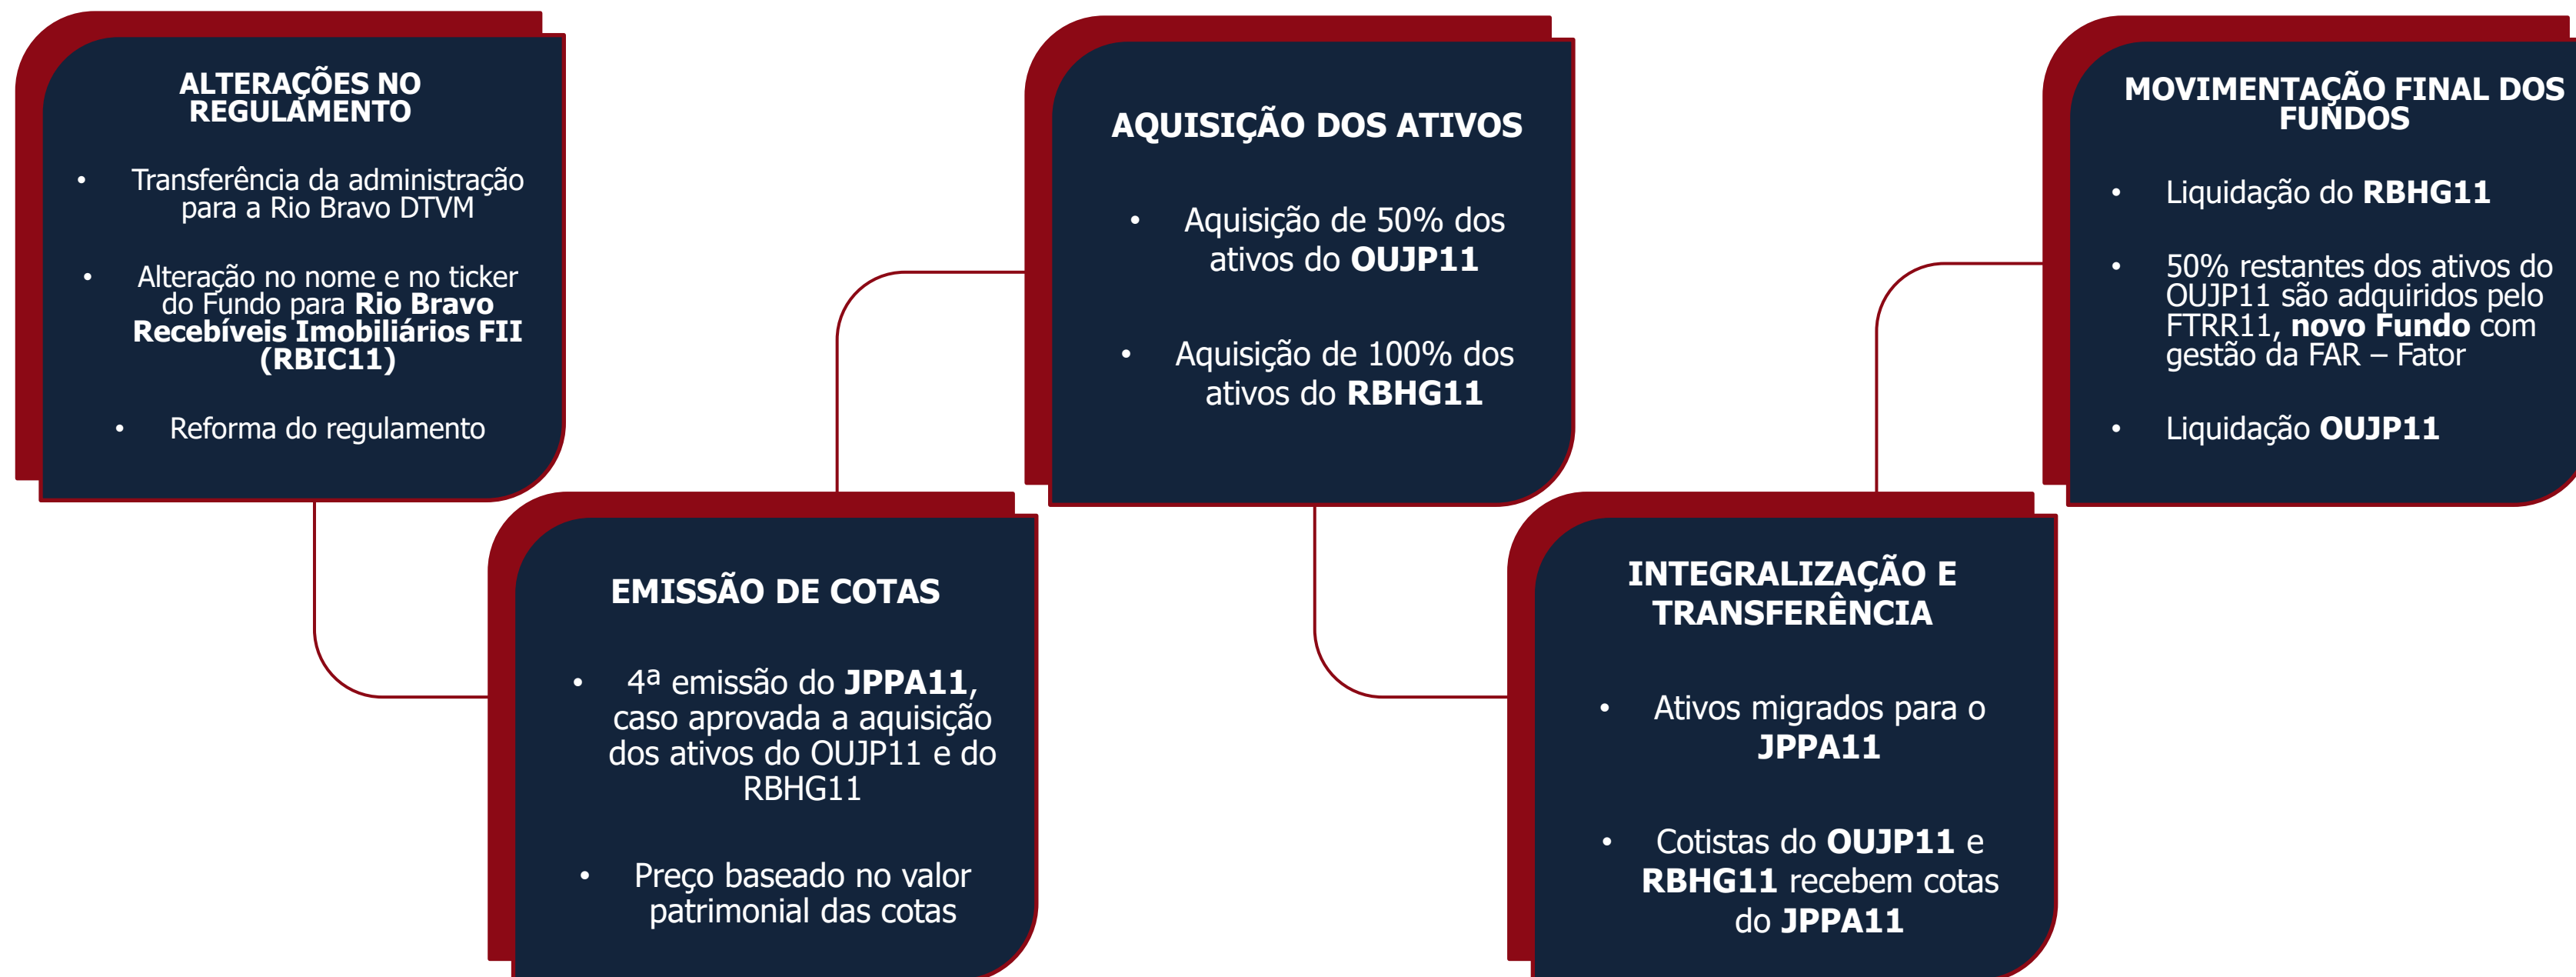 ALTERAÇÕES NO
REGULAMENTO
• Transferência da administração
para a Rio Bravo DTVM
• Alteração no nome e no ticker
do Fundo para Rio Bravo
Recebíveis Imobiliários FII
(RBIC11)
• Reforma do regulamento
EMISSÃO DE COTAS
• 4ª emissão do JPPA11,
caso aprovada a aquisição
dos ativos do OUJP11 e do
RBHG11
• Preço baseado no valor
patrimonial das cotas
AQUISIÇÃO DOS ATIVOS
• Aquisição de 50% dos
ativos do OUJP11
• Aquisição de 100% dos
ativos do RBHG11
INTEGRALIZAÇÃO E
TRANSFERÊNCIA
• Ativos migrados para o
JPPA11
• Cotistas do OUJP11 e
RBHG11 recebem cotas
do JPPA11
MOVIMENTAÇÃO FINAL DOS
FUNDOS
• Liquidação do RBHG11
• 50% restantes dos ativos do
OUJP11 são adquiridos pelo
FTRR11, novo Fundo com
gestão da FAR – Fator
• Liquidação OUJP11